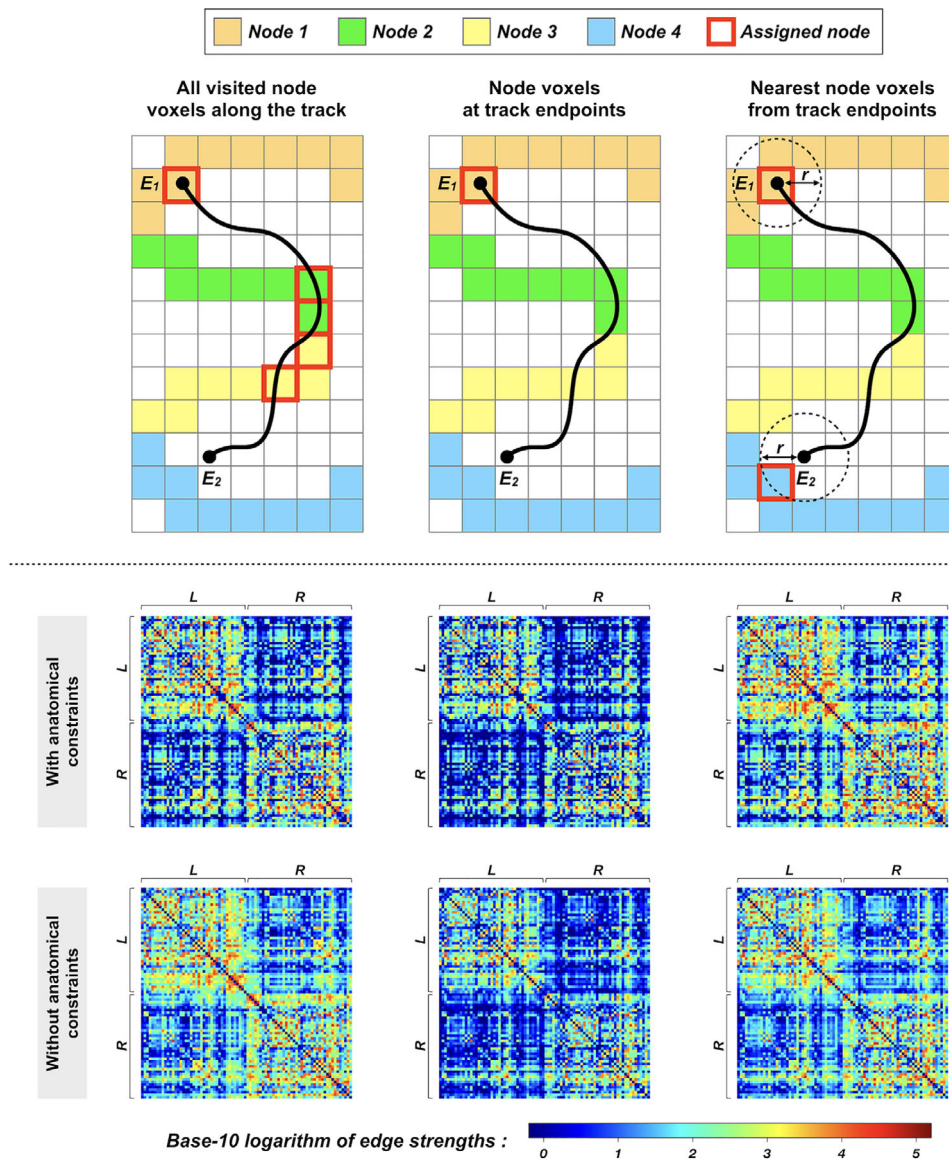 Node 1 Node 2 Node 3 Node 4 Assigned node
All visited node voxels along the track
Node voxels at track endpoints
Nearest node voxels from track endpoints
E1
E2
E1
E2
E1
r
r
E2
L R
L R
L R
With anatomical constraints
L
R
L
R
L
R
L R
L R
L R
Without anatomical constraints
L
R
L
R
L
R
Base-10 logarithm of edge strengths :
0 1 2 3 4 5